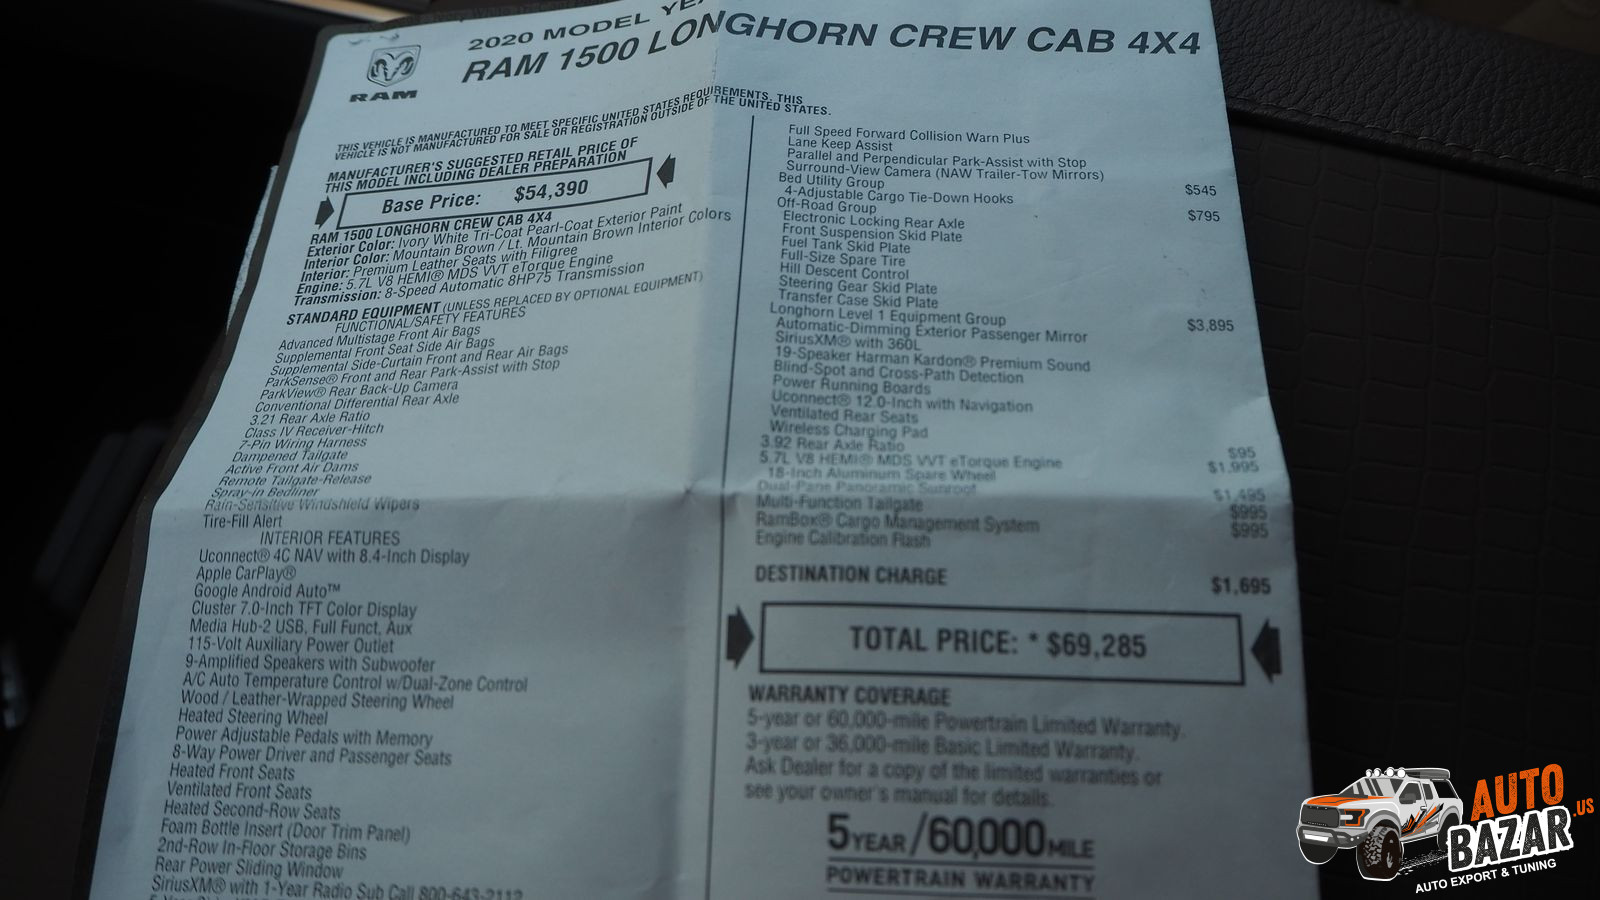 2020 MODEL
RAM 1500 LONGHORN CREW CAB 4X4
RAM
THIS VEHICLE IS MANUFACTURED TO MEET SPECIFIC UNITED STATES REQUIREMENTS. THIS
VEHICLE IS NOT MANUFACTURED FOR SALE OR REGISTRATION OUTSIDE OF THE UNITED STATES.
MANUFACTURER'S SUGGESTED RETAIL PRICE OF
THIS MODEL INCLUDING DEALER PREPARATION
Base Price: $54,390
RAM 1500 LONGHORN CREW CAB 4X4
Exterior Color: Ivory White Tri-Coat Pearl-Coat Exterior Paint
Interior Color: Mountain Brown / Lt. Mountain Brown Interior Colors
Interior: Premium Leather Seats with Filigree
Engine: 5.7L V8 HEMI® MDS VVT eTorque Engine
Transmission: 8-Speed Automatic 8HP75 Transmission
STANDARD EQUIPMENT (UNLESS REPLACED BY OPTIONAL EQUIPMENT)
FUNCTIONAL/SAFETY FEATURES
Advanced Multistage Front Air Bags
Supplemental Front Seat Side Air Bags
Supplemental Side-Curtain Front and Rear Air Bags
ParkSense® Front and Rear Park-Assist with Stop
ParkView® Rear Back-Up Camera
Conventional Differential Rear Axle
3.21 Rear Axle Ratio
Class IV Receiver-Hitch
7-Pin Wiring Harness
Dampened Tailgate
Active Front Air Dams
Remote Tailgate-Release
Spray-in Bedliner
Rain-Sensitive Windshield Wipers
Tire-Fill Alert
INTERIOR FEATURES
Uconnect® 4C NAV with 8.4-Inch Display
Apple CarPlay®
Google Android Auto™
Cluster 7.0-Inch TFT Color Display
Media Hub-2 USB, Full Funct, Aux
115-Volt Auxiliary Power Outlet
9-Amplified Speakers with Subwoofer
A/C Auto Temperature Control w/Dual-Zone Control
Wood / Leather-Wrapped Steering Wheel
Heated Steering Wheel
Power Adjustable Pedals with Memory
8-Way Power Driver and Passenger Seats
Heated Front Seats
Ventilated Front Seats
Heated Second-Row Seats
Foam Bottle Insert (Door Trim Panel)
2nd-Row In-Floor Storage Bins
Rear Power Sliding Window
SiriusXM® with 1-Year Radio Sub Call 800-643-2112
Full Speed Forward Collision Warn Plus
Lane Keep Assist
Parallel and Perpendicular Park-Assist with Stop
Surround-View Camera (NAW Trailer-Tow Mirrors)
Bed Utility Group $545
4-Adjustable Cargo Tie-Down Hooks
Off-Road Group $795
Electronic Locking Rear Axle
Front Suspension Skid Plate
Fuel Tank Skid Plate
Full-Size Spare Tire
Hill Descent Control
Steering Gear Skid Plate
Transfer Case Skid Plate
Longhorn Level 1 Equipment Group $3,895
Automatic-Dimming Exterior Passenger Mirror
SiriusXM® with 360L
19-Speaker Harman Kardon® Premium Sound
Blind-Spot and Cross-Path Detection
Power Running Boards
Uconnect® 12.0-Inch with Navigation
Ventilated Rear Seats
Wireless Charging Pad
3.92 Rear Axle Ratio $95
5.7L V8 HEMI® MDS VVT eTorque Engine $1,995
18-Inch Aluminum Spare Wheel
Dual-Pane Panoramic Sunroof $1,495
Multi-Function Tailgate $995
RamBox® Cargo Management System $995
Engine Calibration Flash
DESTINATION CHARGE $1,695
TOTAL PRICE: * $69,285
WARRANTY COVERAGE
5-year or 60,000-mile Powertrain Limited Warranty.
3-year or 36,000-mile Basic Limited Warranty.
Ask Dealer for a copy of the limited warranties or
see your owner's manual for details.
5 YEAR / 60,000 MILE
POWERTRAIN WARRANTY
AUTO
BAZAR.US
AUTO EXPORT & TUNING